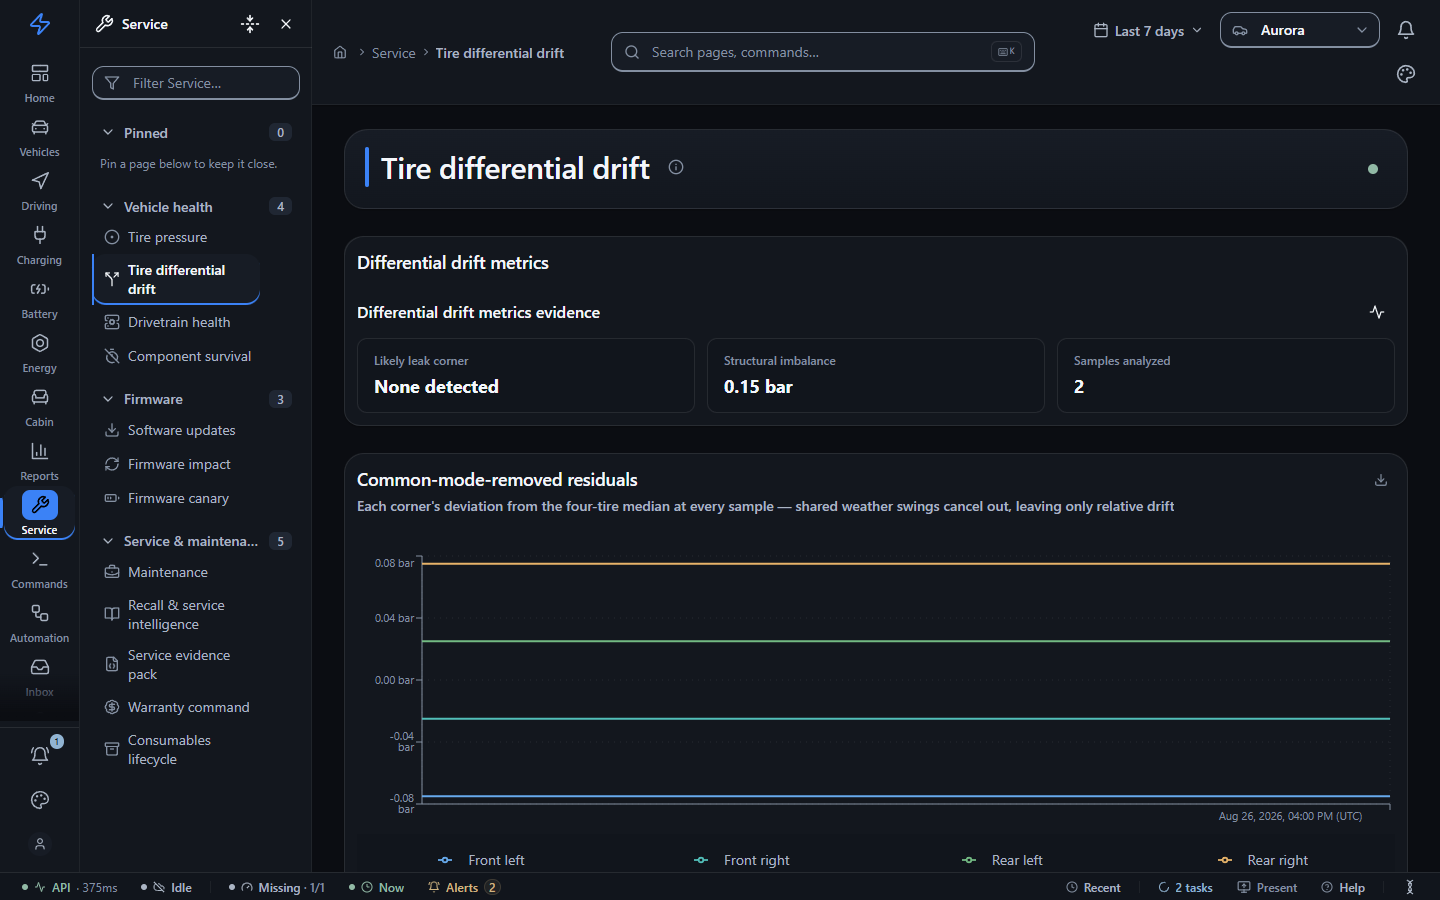 Home
Vehicles
Driving
Charging
Battery
Energy
Cabin
Reports
Service
Commands
Automation
Inbox
1
Service
Filter Service...
Pinned 0
Pin a page below to keep it close.
Vehicle health 4
Tire pressure
Tire differential
drift
Drivetrain health
Component survival
Firmware 3
Software updates
Firmware impact
Firmware canary
Service & maintena... 5
Maintenance
Recall & service
intelligence
Service evidence
pack
Warranty command
Consumables
lifecycle
Service > Tire differential drift
Search pages, commands... K
Last 7 days
Aurora
Tire differential drift
Differential drift metrics
Differential drift metrics evidence
Likely leak corner
None detected
Structural imbalance
0.15 bar
Samples analyzed
2
Common-mode-removed residuals
Each corner's deviation from the four-tire median at every sample — shared weather swings cancel out, leaving only relative drift
0.08 bar
0.04 bar
0.00 bar
-0.04
bar
-0.08
bar
Aug 26, 2026, 04:00 PM (UTC)
Front left Front right Rear left Rear right
API · 375ms Idle Missing · 1/1 Now Alerts 2 Recent 2 tasks Present Help